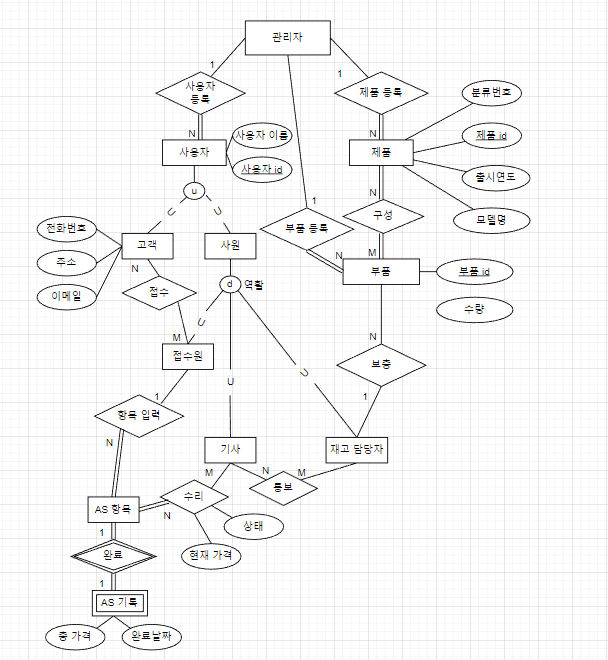 관리자
1
1
사용자
등록
제품 등록
분류번호
N
N
사용자 이름
제품 id
사용자
제품
사용자 id
출시연도
u
N
1
U
U
구성
모델명
전화번호
부품 등록
고객
사원
M
주소
N
N
부품
부품 id
d
역활
이메일
접수
수량
U
M
N
접수원
보충
U
U
1
1
항목 입력
N
기사
재고 담당자
M
N
M
통보
수리
AS 항목
N
상태
1
완료
현재 가격
1
AS 기록
총 가격
완료날짜